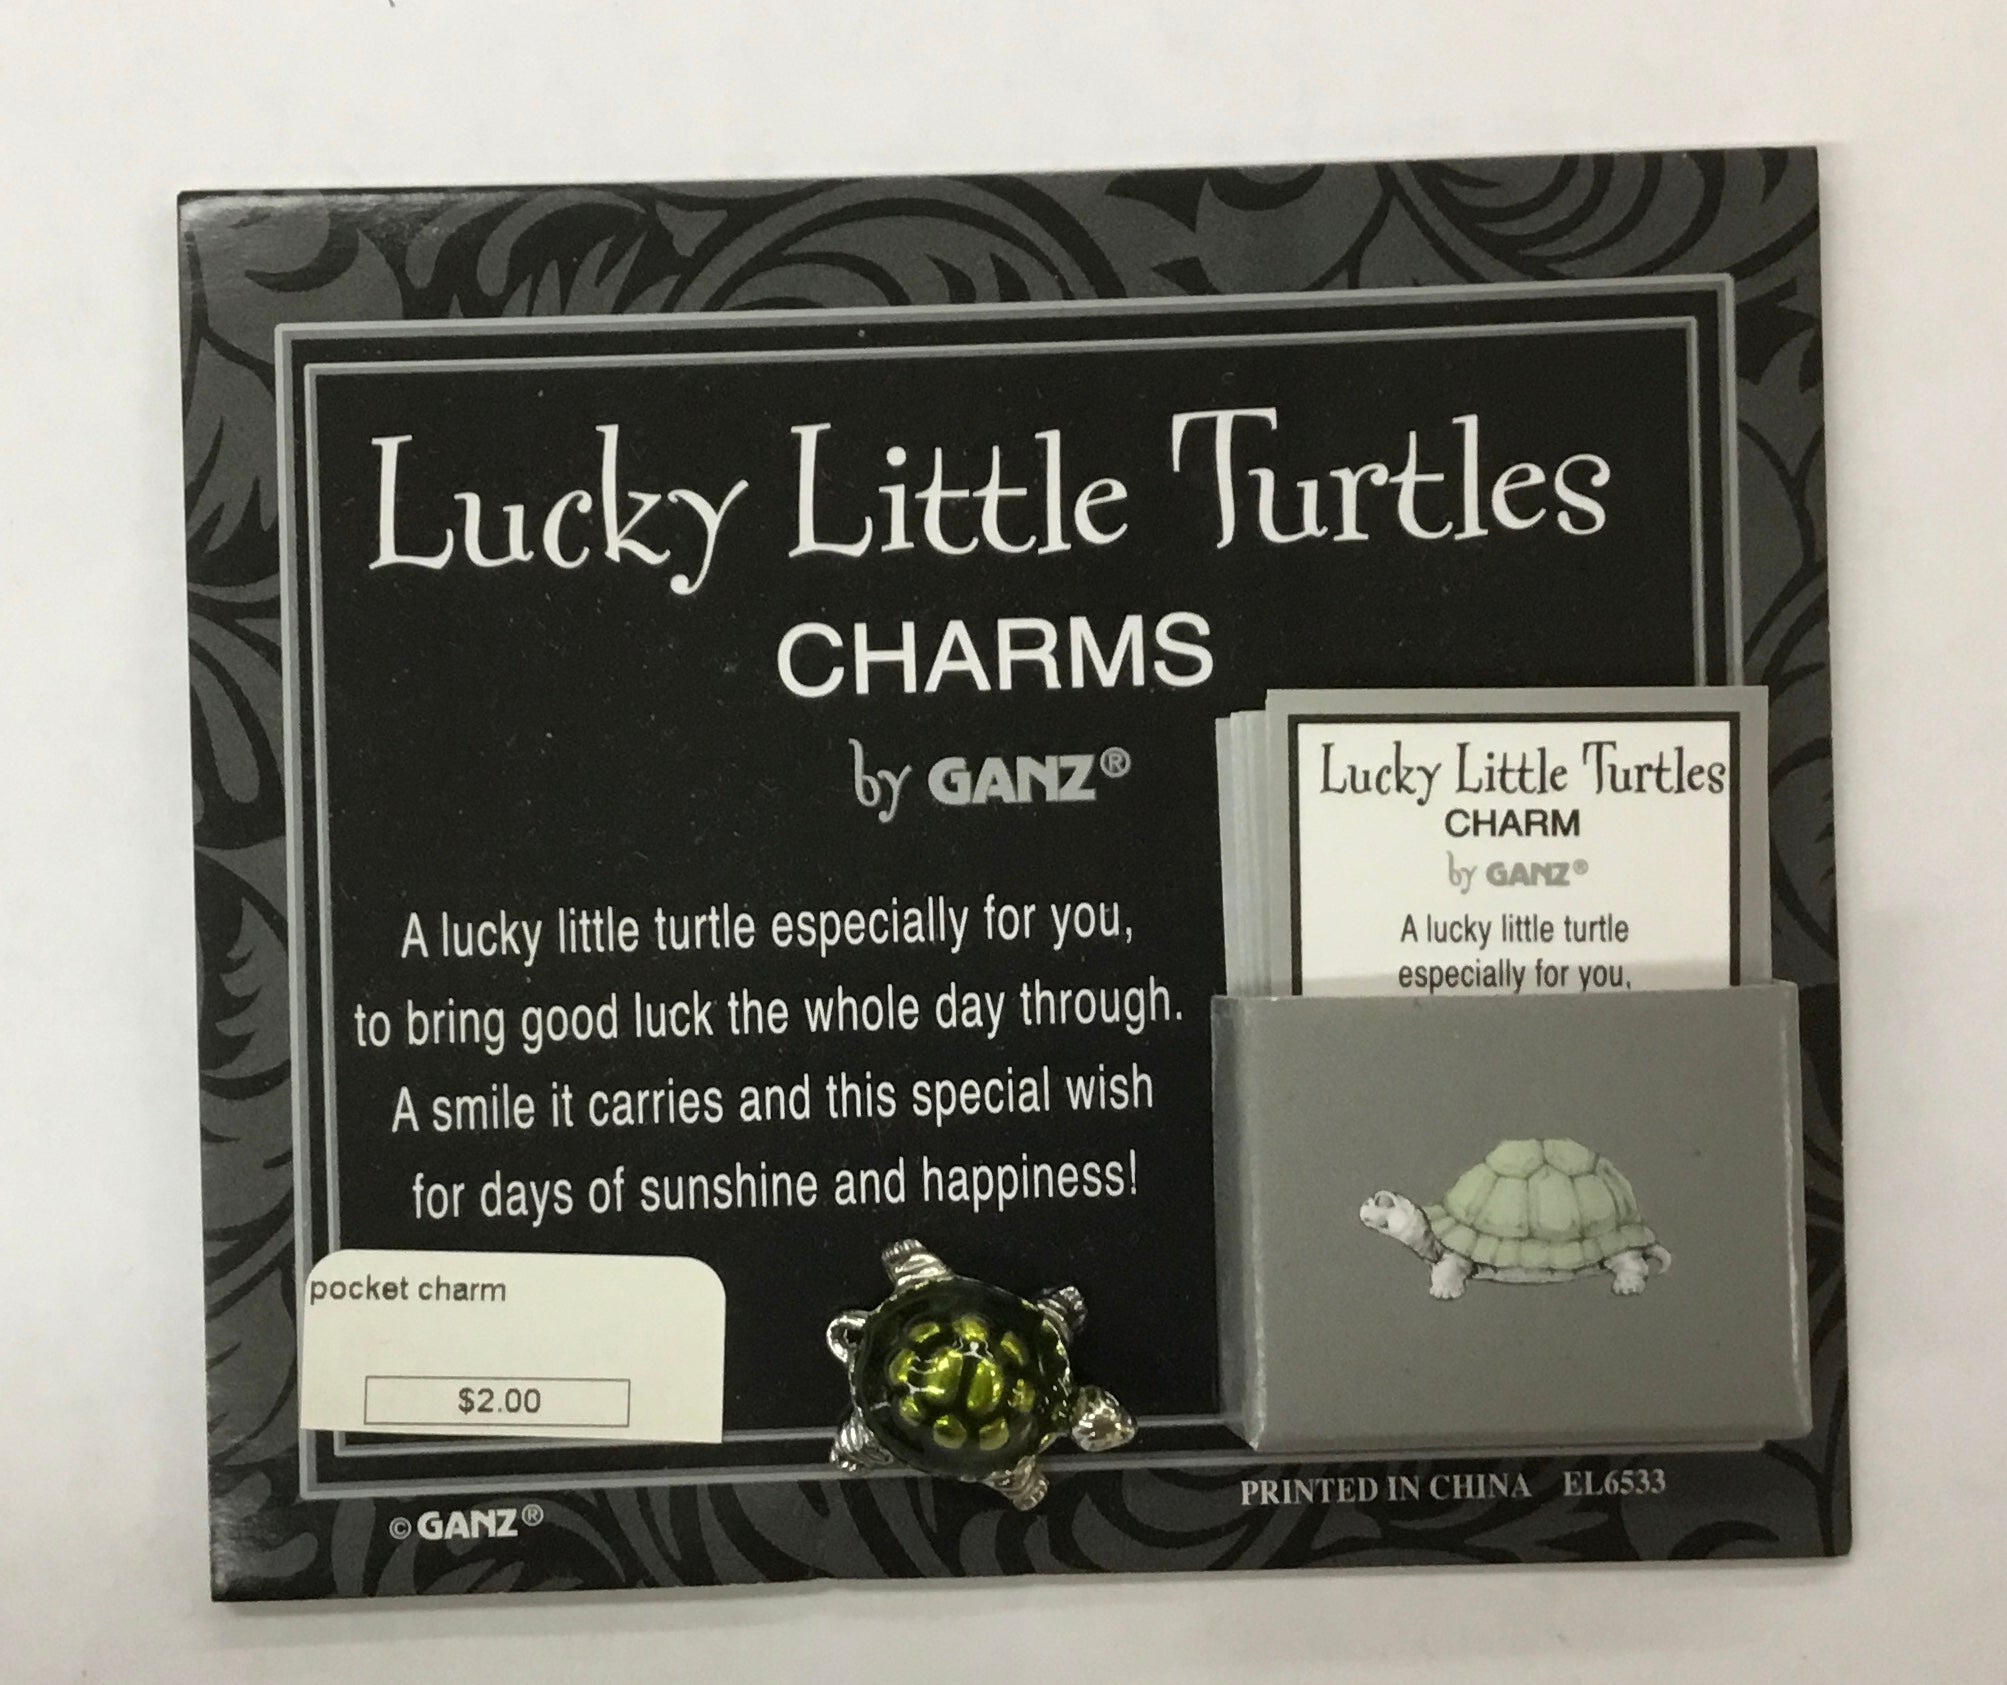 Lucky Little Turtles
CHARMS
by GANZ®
A lucky little turtle especially for you,
to bring good luck the whole day through.
A smile it carries and this special wish
for days of sunshine and happiness!
Lucky Little Turtles
CHARM
by GANZ®
A lucky little turtle
especially for you,
pocket charm
$2.00
© GANZ®
PRINTED IN CHINA EL6533